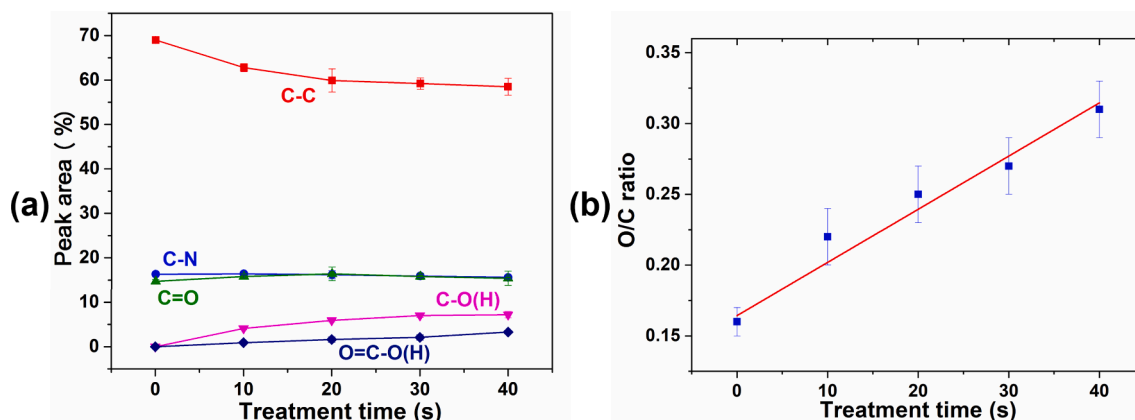 (a)
Peak area ( % )
70
60
50
40
30
20
10
0
C-C
C-N
C=O
C-O(H)
O=C-O(H)
0 10 20 30 40
Treatment time (s)
(b)
O/C ratio
0.35
0.30
0.25
0.20
0.15
0 10 20 30 40
Treatment time (s)